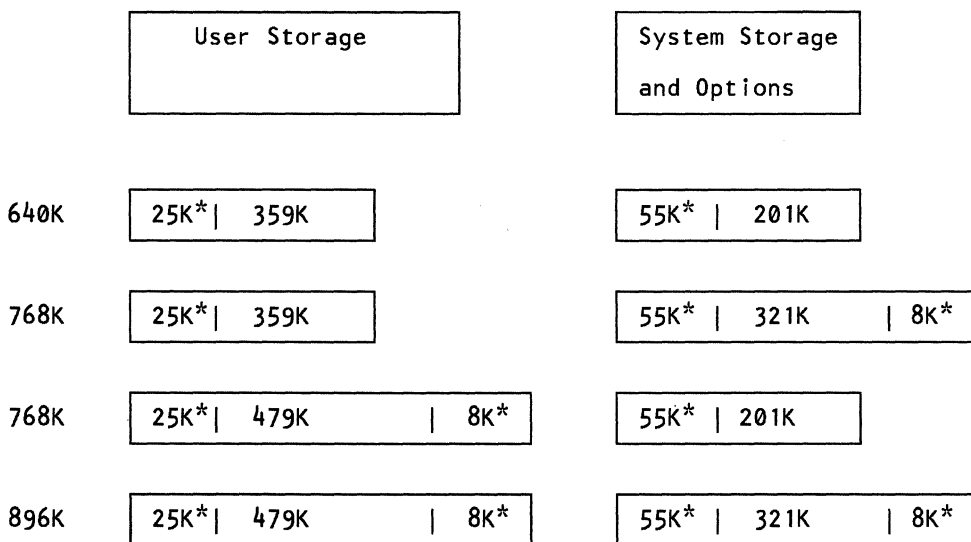 User Storage System Storage
and Options
640K 25K*| 359K 55K* | 201K
768K 25K*| 359K 55K* | 321K | 8K*
768K 25K*| 479K | 8K* 55K* | 201K
896K 25K*| 479K | 8K* 55K* | 321K | 8K*